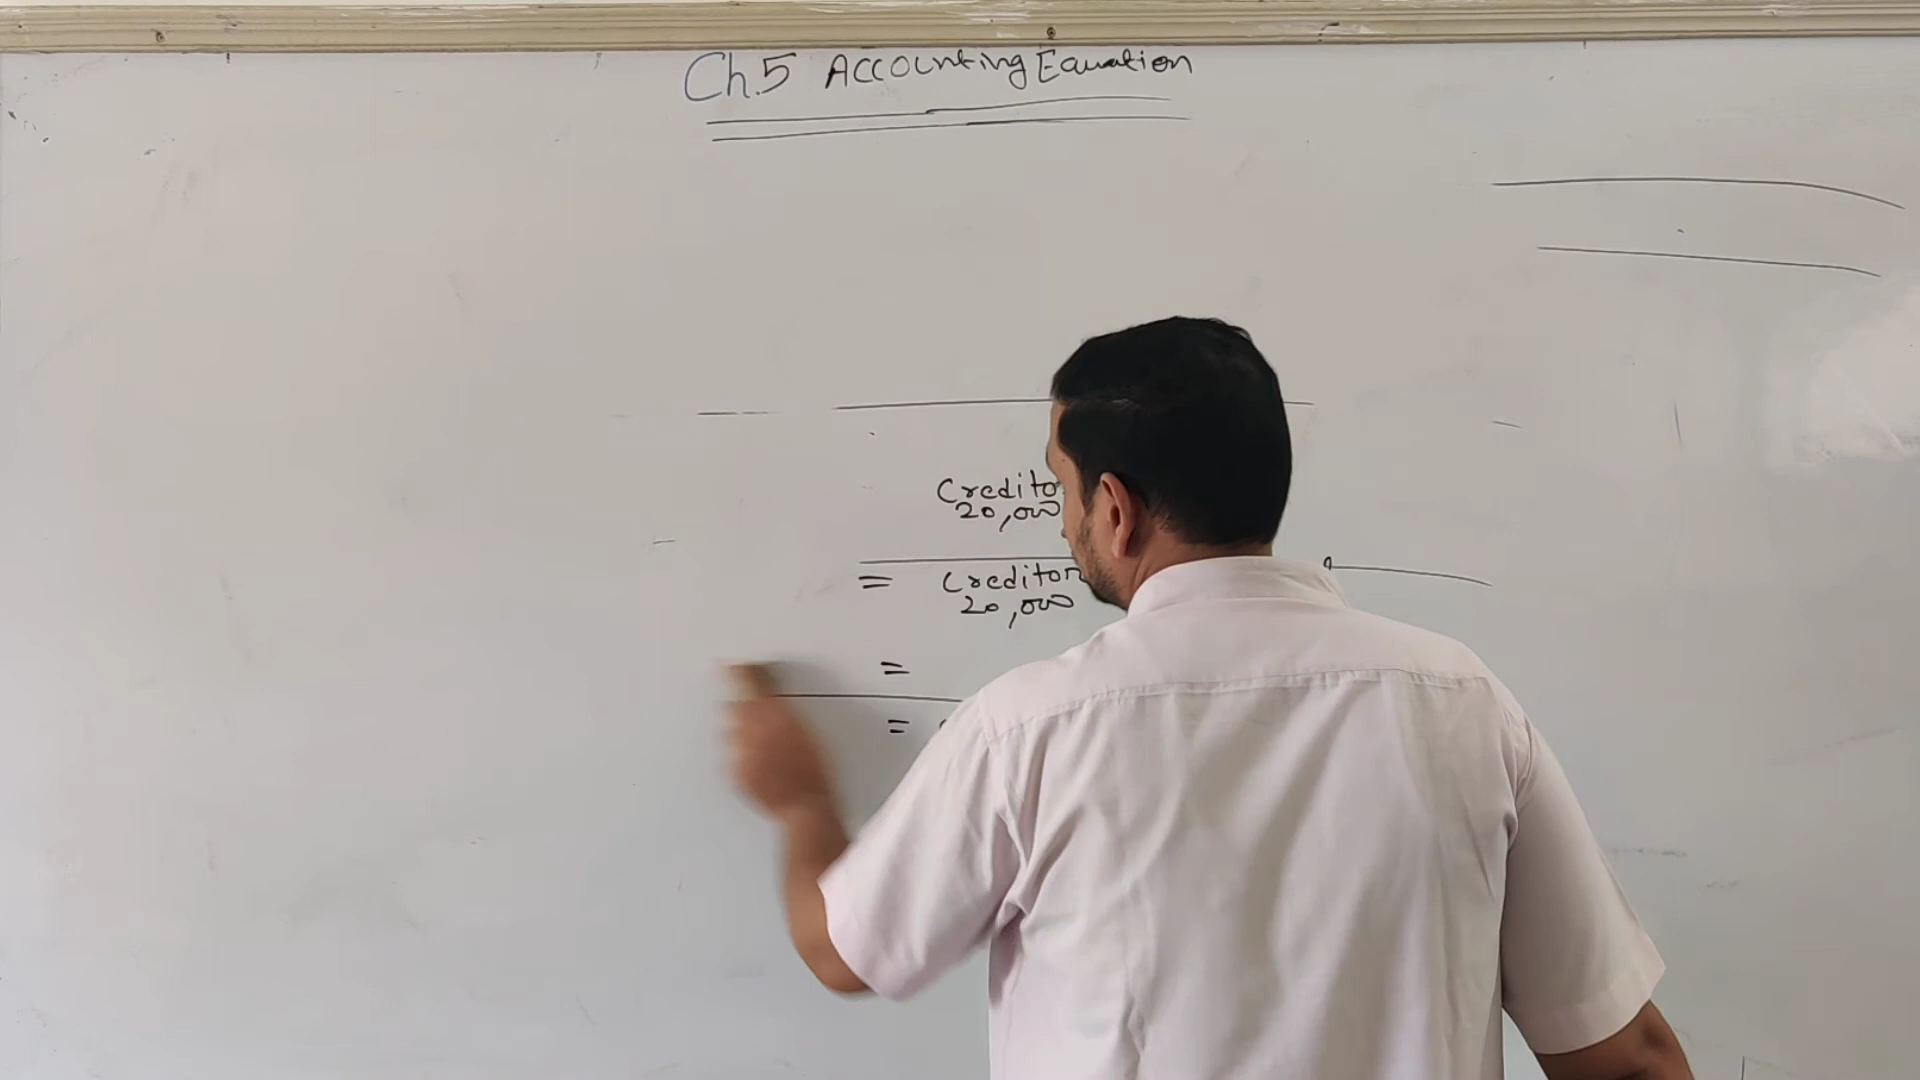 Ch.5 Accounting Equation
Creditor
20,000
= Creditor
20,000
=
=